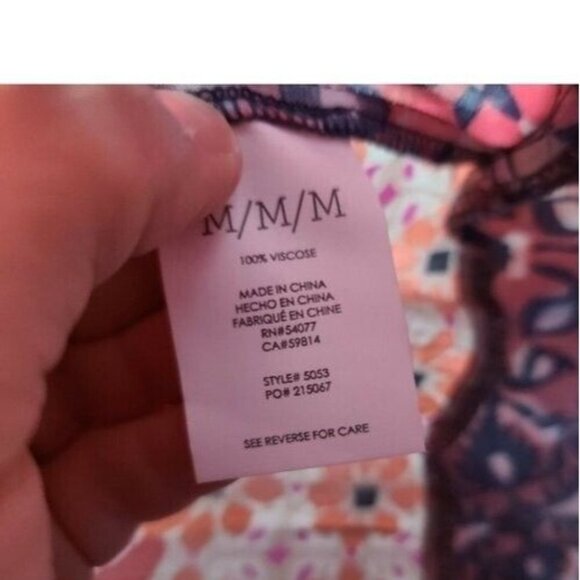 M/M/M
100% VISCOSE
MADE IN CHINA
HECHO EN CHINA
FABRIQUÉ EN CHINE
RN#54077
CA#59814
STYLE# 5053
PO# 215067
SEE REVERSE FOR CARE